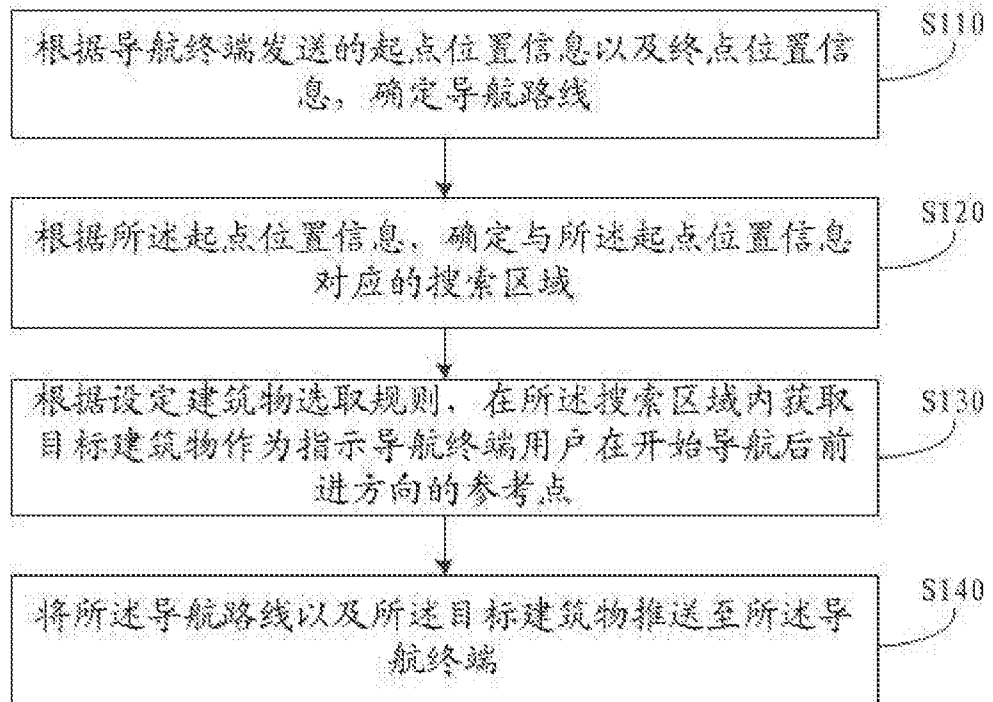 根据导航终端发送的起点位置信息以及终点位置信
息，确定导航路线
S110
根据所述起点位置信息，确定与所述起点位置信息
对应的搜索区域
S120
根据设定建筑物选取规则，在所述搜索区域内获取
目标建筑物作为指示导航终端用户在开始导航后前
进方向的参考点
S130
将所述导航路线以及所述目标建筑物推送至所述导
航终端
S140